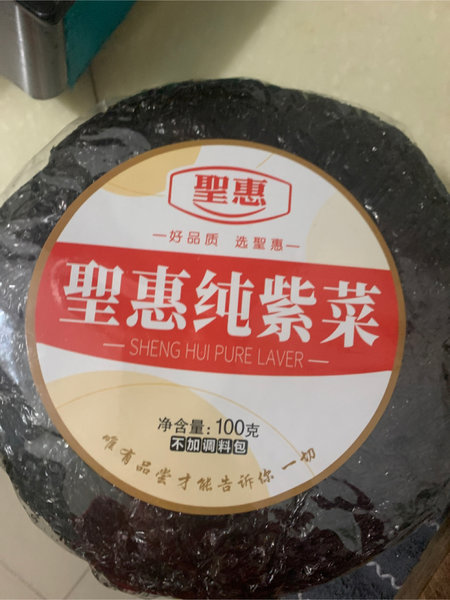 聖惠
好品质 选聖惠
聖惠纯紫菜
SHENG HUI PURE LAVER
净含量:100克
不加调料包
唯有品尝才能告诉你一切